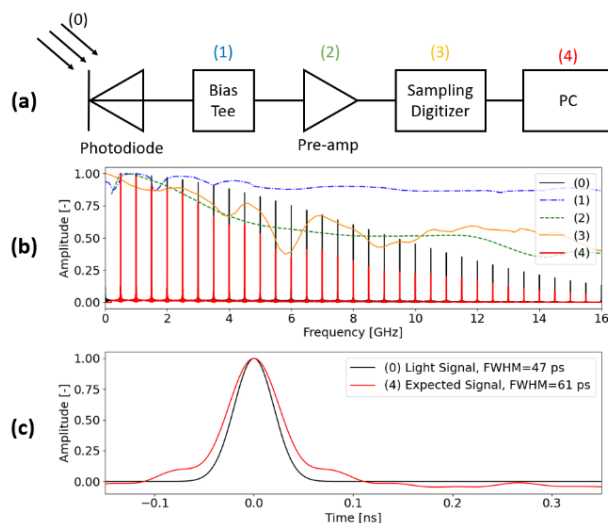 (0)
(1)
(2)
(3)
(4)
(a)
Bias
Tee
Sampling
Digitizer
PC
Photodiode
Pre-amp
(b)
Amplitude [-]
1.00
0.75
0.50
0.25
0.00
(0)
(1)
(2)
(3)
(4)
0 2 4 6 8 10 12 14 16
Frequency [GHz]
(c)
Amplitude [-]
1.00
0.75
0.50
0.25
0.00
(0) Light Signal, FWHM=47 ps
(4) Expected Signal, FWHM=61 ps
−0.1 0.0 0.1 0.2 0.3
Time [ns]